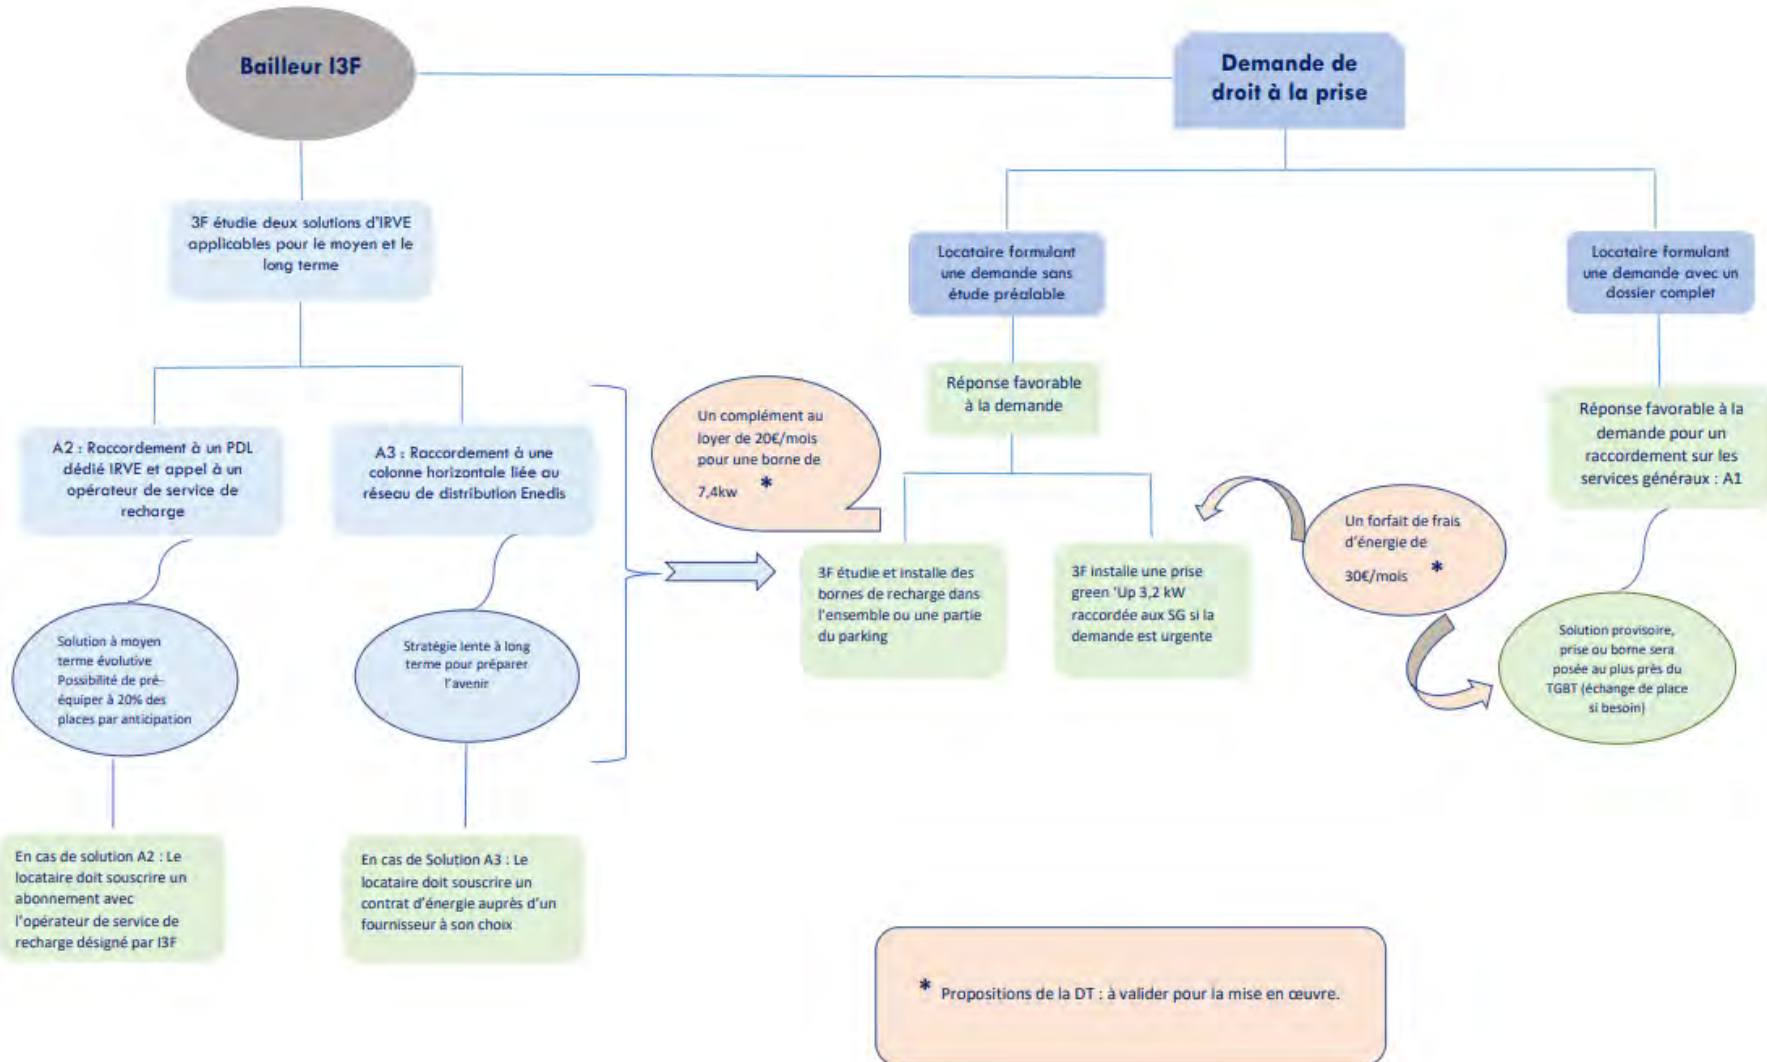 Bailleur I3F
Demande de
droit à la prise
3F étudie deux solutions d'IRVE
applicables pour le moyen et le
long terme
Locataire formulant
une demande sans
étude préalable
Locataire formulant
une demande avec un
dossier complet
A2 : Raccordement à un PDL
dédié IRVE et appel à un
opérateur de service de
recharge
A3 : Raccordement à une
colonne horizontale liée au
réseau de distribution Enedis
Un complément au
loyer de 20€/mois
pour une borne de
7,4kw *
Réponse favorable
à la demande
Réponse favorable à la
demande pour un
raccordement sur les
services généraux : A1
3F étudie et installe des
bornes de recharge dans
l'ensemble ou une partie
du parking
3F installe une prise
green 'Up 3,2 kW
raccordée aux SG si la
demande est urgente
Un forfait de frais
d'énergie de
30€/mois *
Solution à moyen
terme évolutive
Possibilité de pré-
équiper à 20% des
places par anticipation
Stratégie lente à long
terme pour préparer
l'avenir
Solution provisoire,
prise ou borne sera
posée au plus près du
TGBT (échange de place
si besoin)
En cas de solution A2 : Le
locataire doit souscrire un
abonnement avec
l'opérateur de service de
recharge désigné par I3F
En cas de Solution A3 : Le
locataire doit souscrire un
contrat d'énergie auprès d'un
fournisseur à son choix
* Propositions de la DT : à valider pour la mise en œuvre.